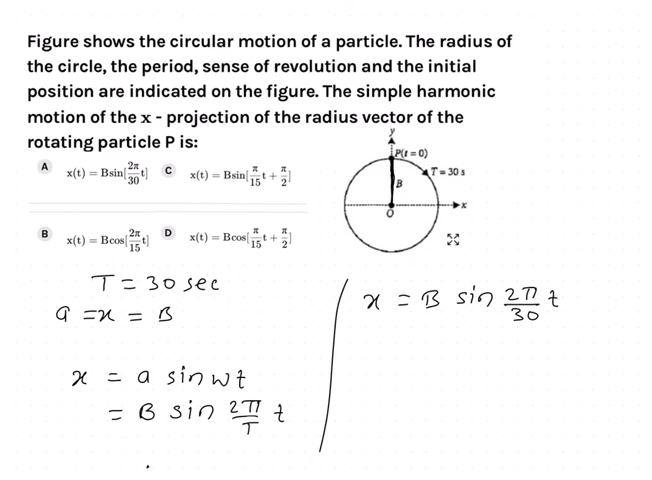 Figure shows the circular motion of a particle. The radius of
the circle, the period, sense of revolution and the initial
position are indicated on the figure. The simple harmonic
motion of the x - projection of the radius vector of the
rotating particle P is:
y
P(t = 0)
T = 30 s
B
x
O
A x(t) = Bsin[2π/30 t]
C x(t) = Bsin[π/15 t + π/2]
B x(t) = Bcos[2π/15 t]
D x(t) = Bcos[π/15 t + π/2]
T = 30 sec
a = x = B
x = a sin wt
= B sin 2π/T t
x = B sin 2π/30 t